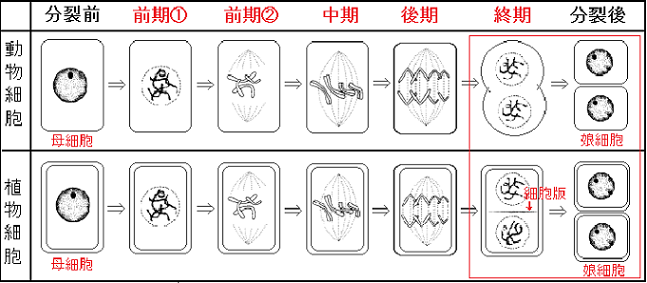 分裂前 前期① 前期② 中期 後期 終期 分裂後
動物細胞
母細胞 娘細胞
植物細胞
細胞版
母細胞 娘細胞